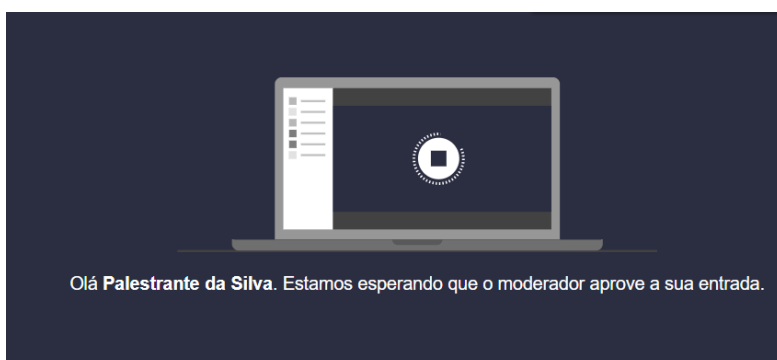 Olá Palestrante da Silva. Estamos esperando que o moderador aprove a sua entrada.